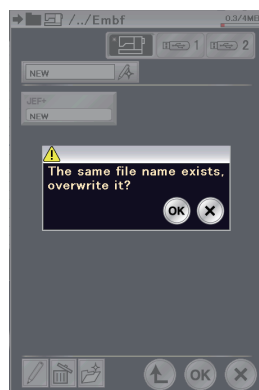 /../Embf
0.3/4MB
1
2
NEW
JEF+
NEW
The same file name exists,
overwrite it?
OK
OK